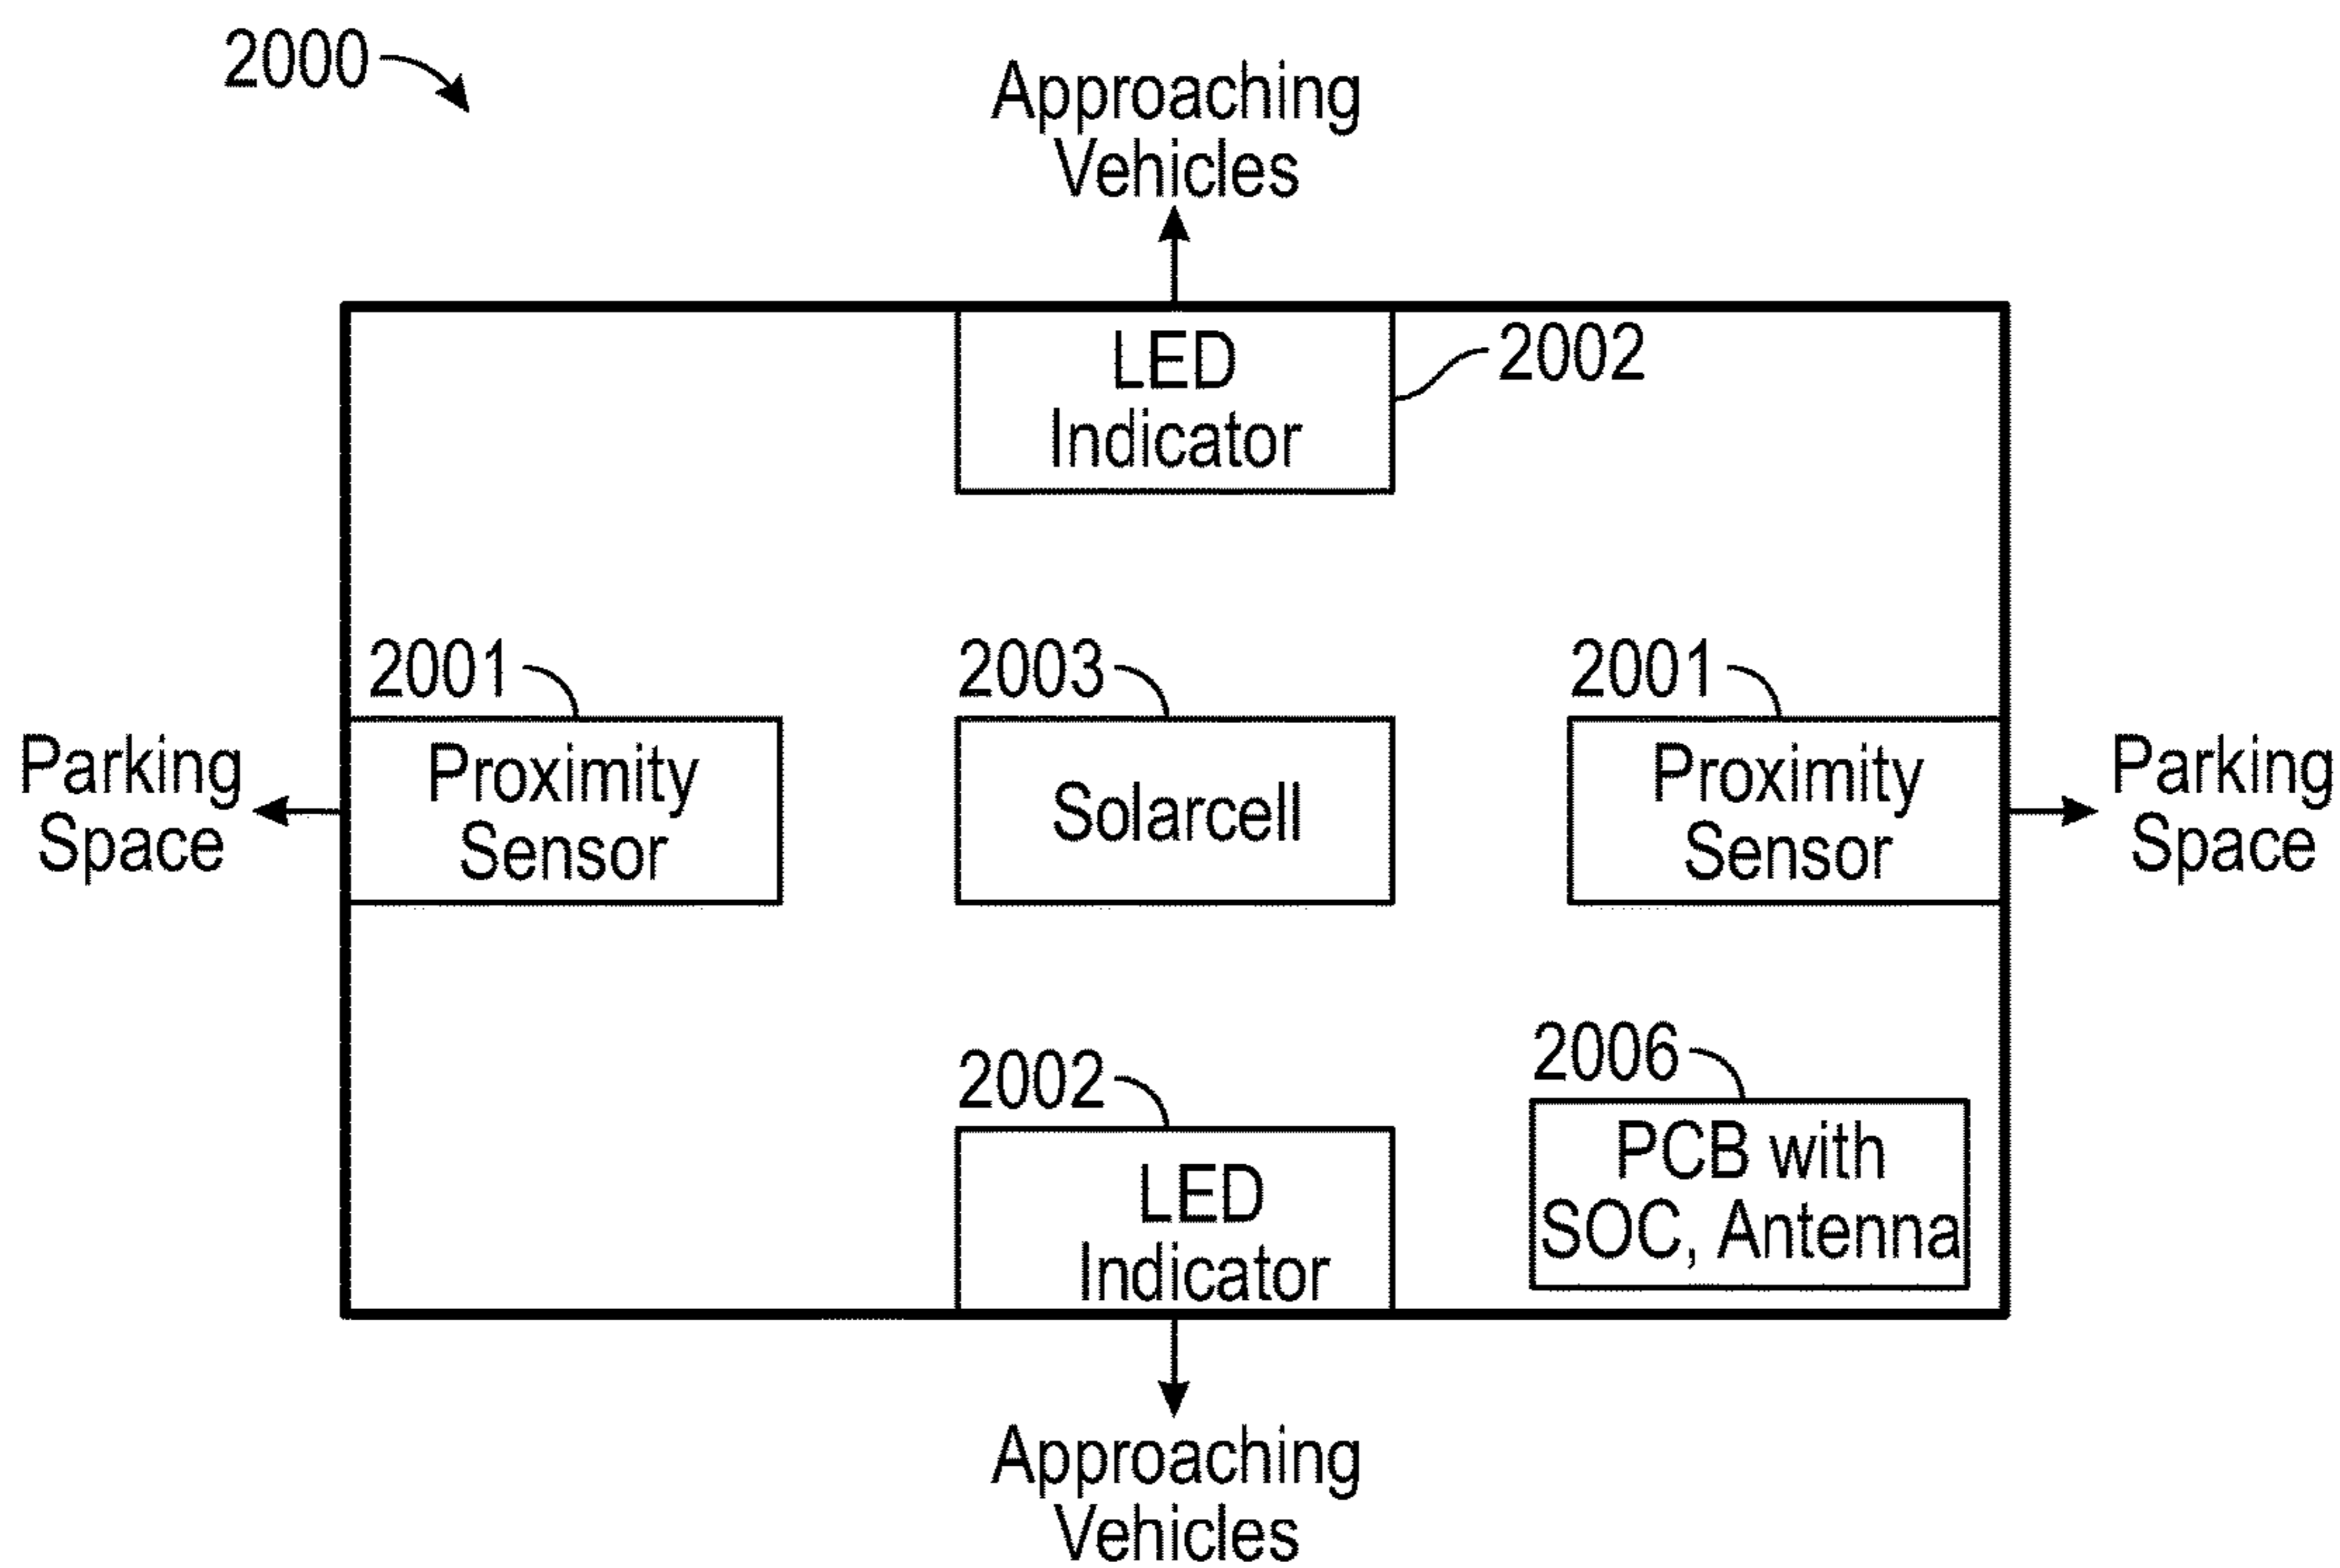 2000
Approaching
Vehicles
LED
Indicator
2002
2001
2003
2001
Parking
Space
Proximity
Sensor
Solarcell
Proximity
Sensor
Parking
Space
2002
2006
LED
Indicator
PCB with
SOC, Antenna
Approaching
Vehicles